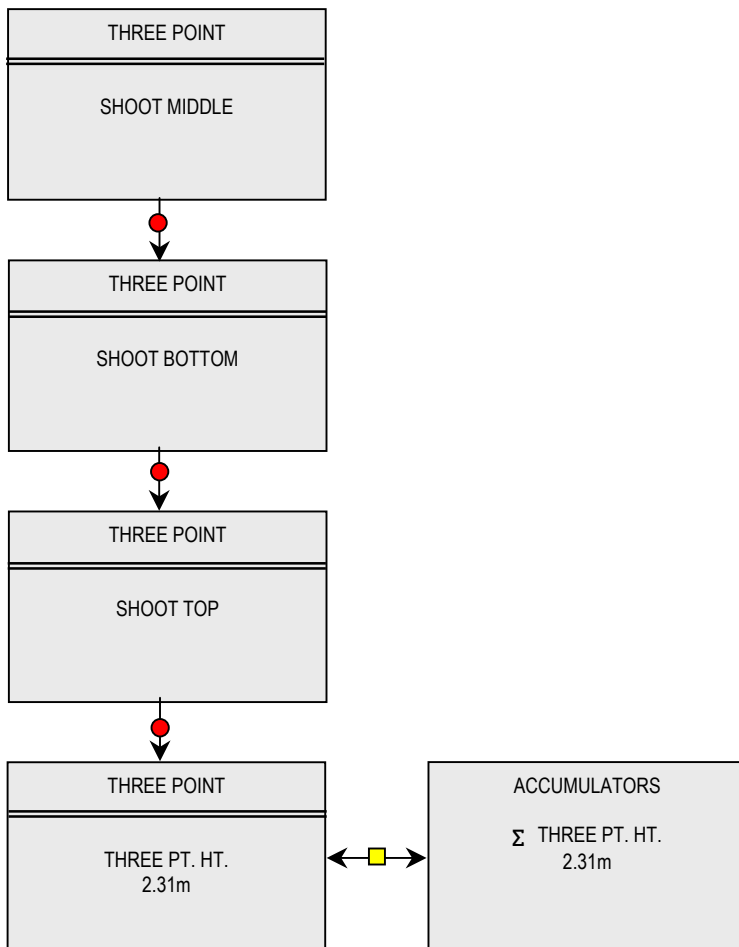 THREE POINT
SHOOT MIDDLE
THREE POINT
SHOOT BOTTOM
THREE POINT
SHOOT TOP
THREE POINT
THREE PT. HT.
2.31m
ACCUMULATORS
Σ THREE PT. HT.
2.31m